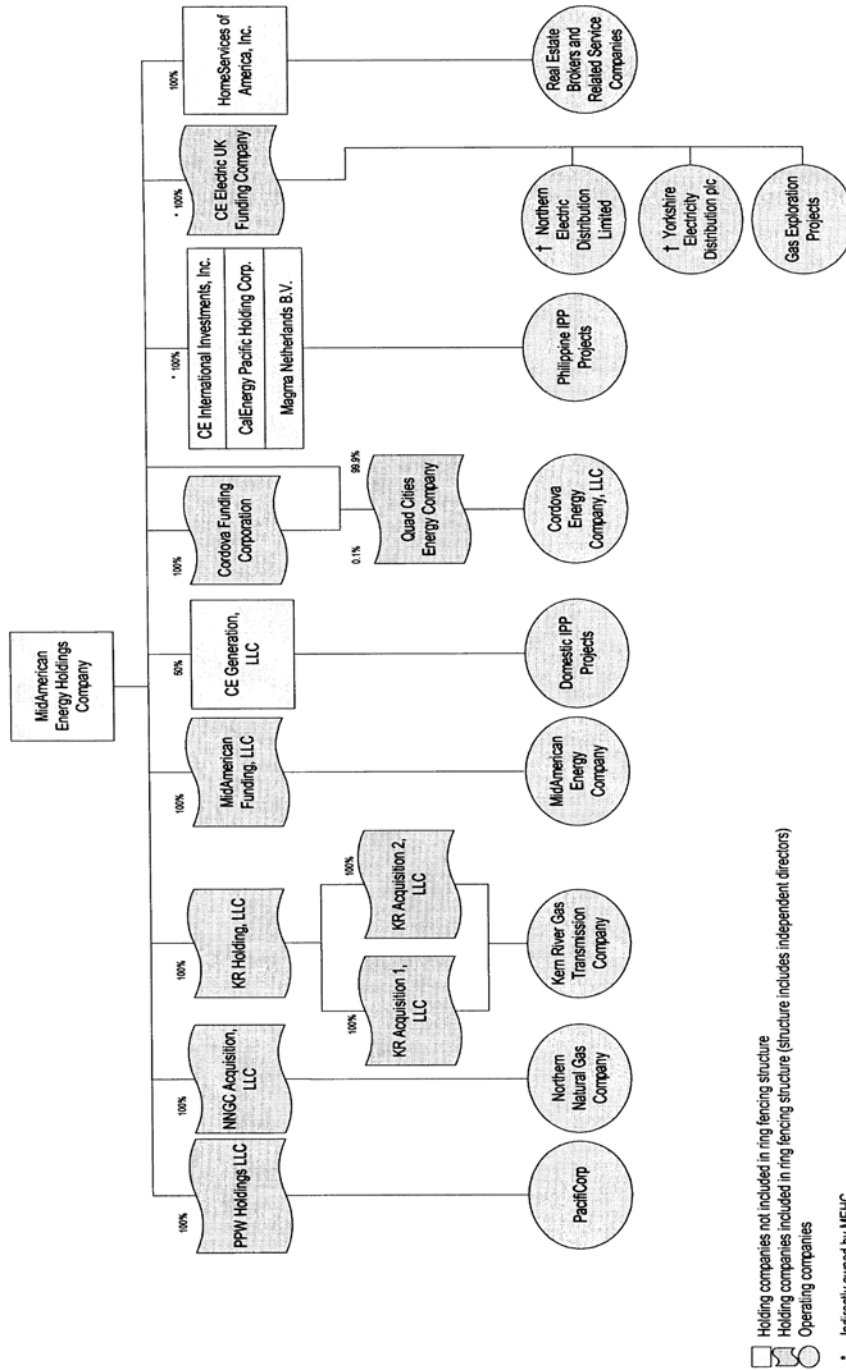 MidAmerican
Energy Holdings
Company
100%
PPW Holdings LLC
PacifiCorp
100%
NNGC Acquisition,
LLC
Northern
Natural Gas
Company
100%
KR Holding, LLC
100%
KR Acquisition 1,
LLC
100%
KR Acquisition 2,
LLC
Kern River Gas
Transmission
Company
100%
MidAmerican
Funding, LLC
MidAmerican
Energy
Company
50%
CE Generation,
LLC
Domestic IPP
Projects
100%
Cordova Funding
Corporation
0.1%
99.9%
Quad Cities
Energy Company
Cordova
Energy
Company, LLC
* 100%
CE International Investments, Inc.
CalEnergy Pacific Holding Corp.
Magma Netherlands B.V.
Philippine IPP
Projects
* 100%
CE Electric UK
Funding Company
† Northern
Electric
Distribution
Limited
† Yorkshire
Electricity
Distribution plc
Gas Exploration
Projects
100%
HomeServices of
America, Inc.
Real Estate
Brokers and
Related Service
Companies
Holding companies not included in ring fencing structure
Holding companies included in ring fencing structure (structure includes independent directors)
Operating companies
* Indirectly owned by MEHC